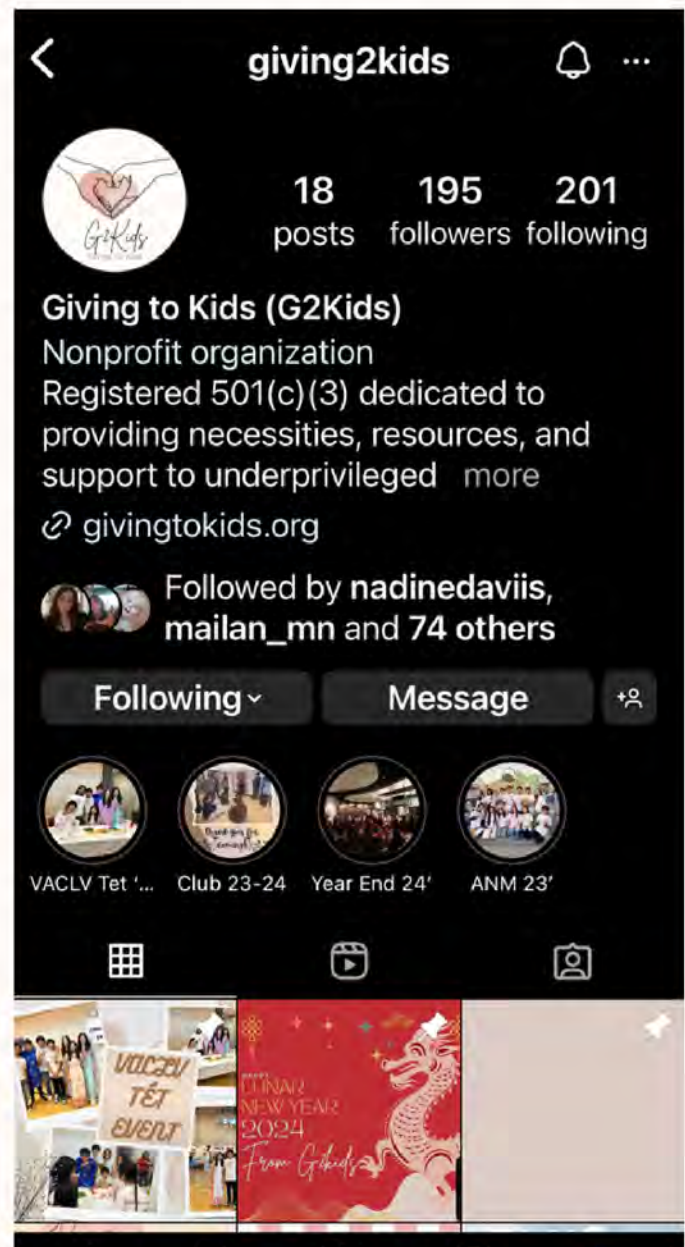 giving2kids
18 195 201
posts followers following
G2Kids
Giving to Kids (G2Kids)
Nonprofit organization
Registered 501(c)(3) dedicated to
providing necessities, resources, and
support to underprivileged more
givingtokids.org
Followed by nadinedaviis,
mailan_mn and 74 others
Following Message
VACLV Tet ‘... Club 23-24 Year End 24’ ANM 23’
VACLV
TẾT
EVENT
HAPPY
LUNAR
NEW YEAR
2024
From G2kids